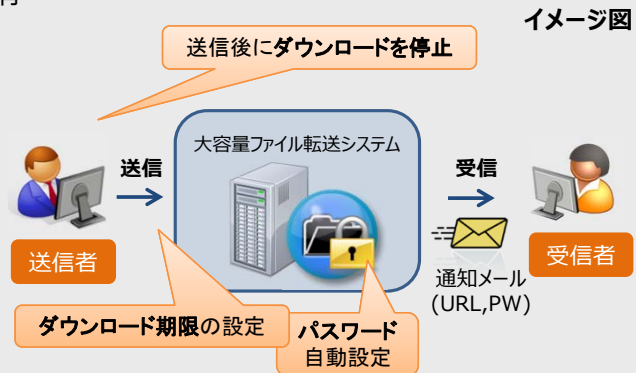 イメージ図
送信後にダウンロードを停止
大容量ファイル転送システム
送信
受信
送信者
受信者
通知メール
(URL,PW)
ダウンロード期限の設定
パスワード
自動設定